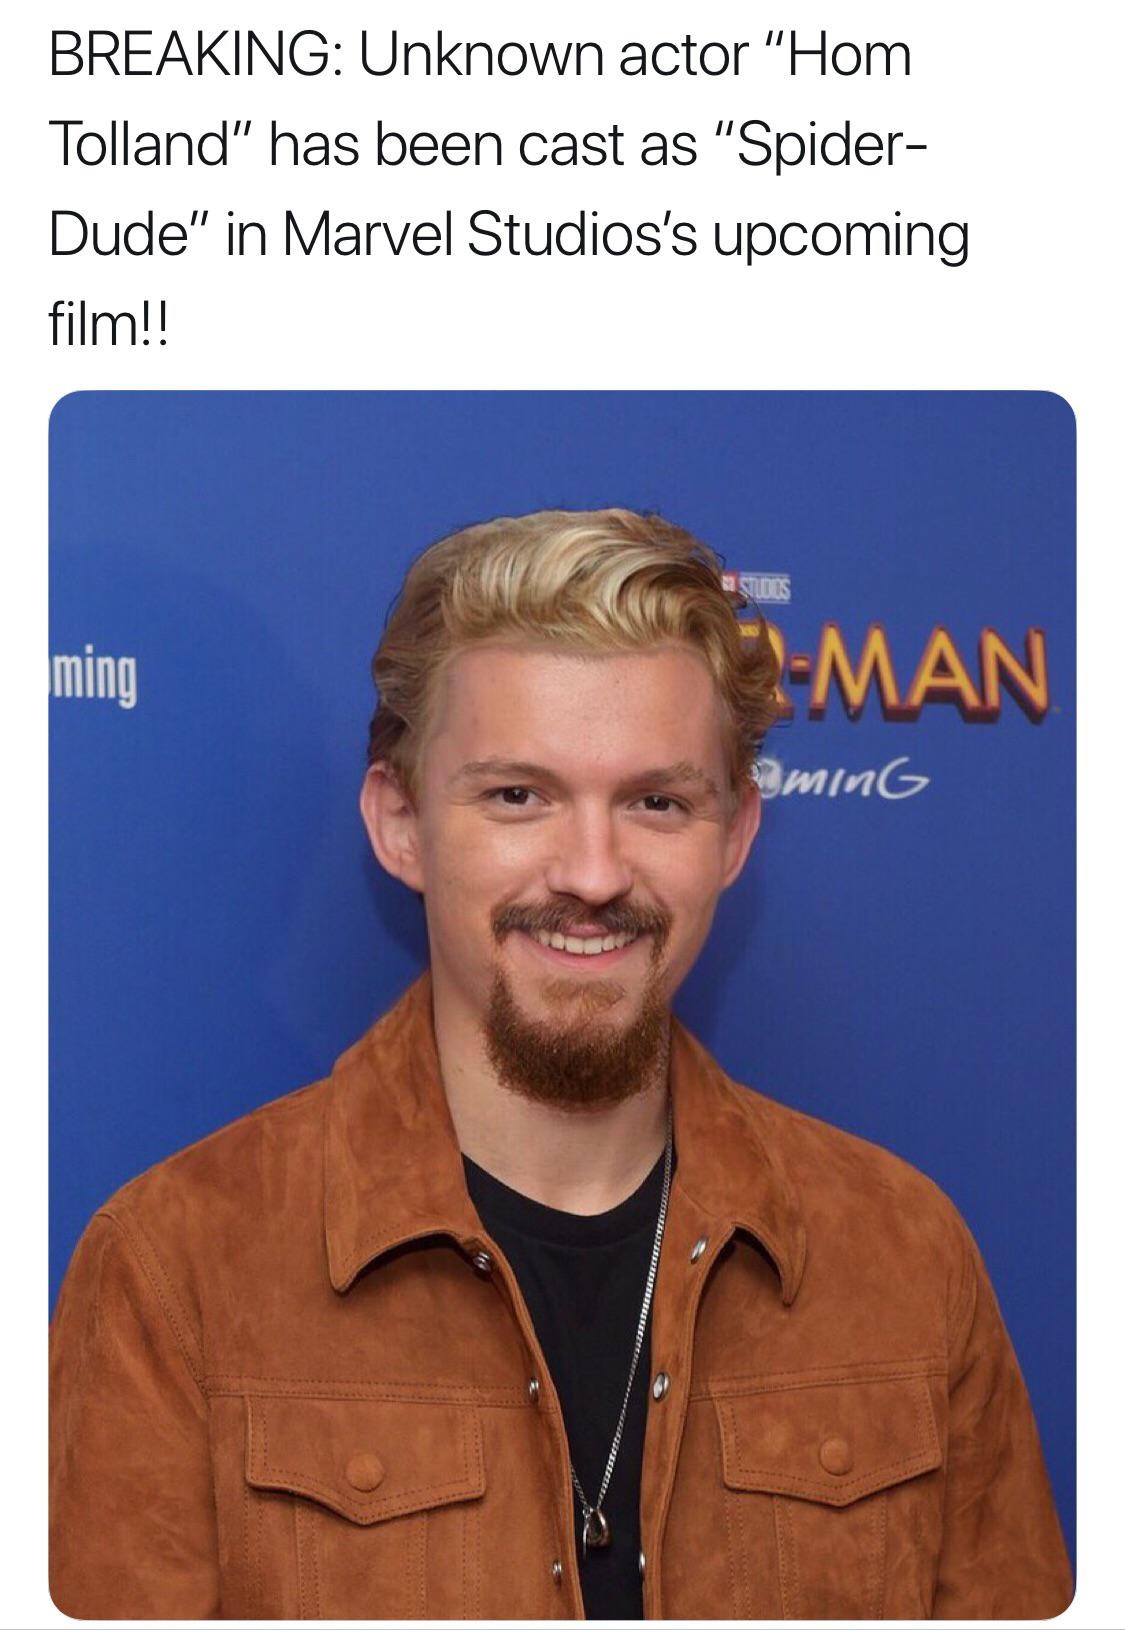 BREAKING: Unknown actor “Hom
Tolland” has been cast as “Spider-
Dude” in Marvel Studios’s upcoming
film!!
STUDIOS
R-MAN
ming
ominG